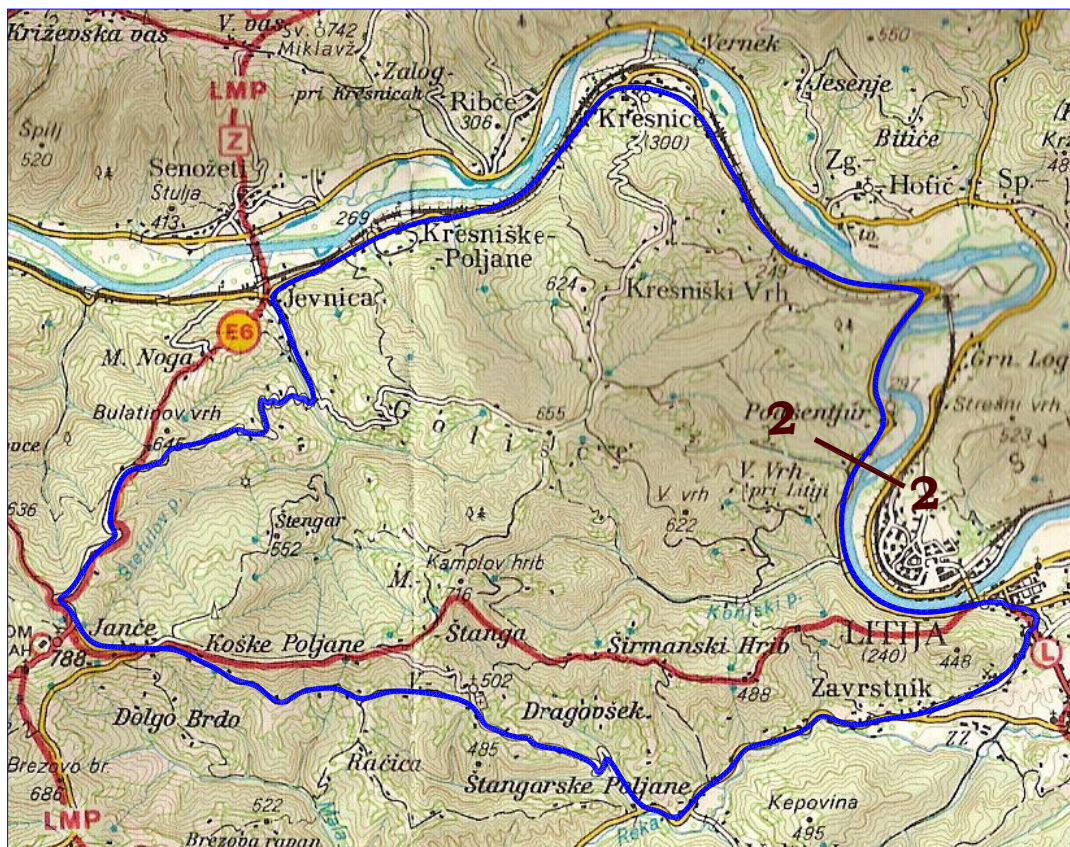 Križevska vas
V. vas
Sv. 742
Miklavž
Vernek
550
Zalog
pri Kresnicah
LMP
Jesenje
Ribče
306
Kresnice
(300)
Bitiče
Špilj
520
Z
Zg.-
Hotič
Sp.-
Senožeti
Štulja
413
269
Kresniške-
-Poljane
249
624
Kresniški Vrh
Jevnica
E6
M. Noga
Grn. Log
297
Bulatinov vrh
645
G o l i š č e
655
Strešni vrh
523
2
2
V. Vrh
pri Litiji
V. vrh
622
636
Štengar
552
Kamplov hrib
716
M.-
Konjski p.
Janče
788
Koške Poljane
Štanga
Širmanski Hrib
LITIJA
(240)
448
L
488
Zavrstnik
V.-
502
Dolgo Brdo
Dragovšek
485
Račica
Štangarske Poljane
Brezovo br.
686
LMP
522
Mala
Reka
Kepovina
495